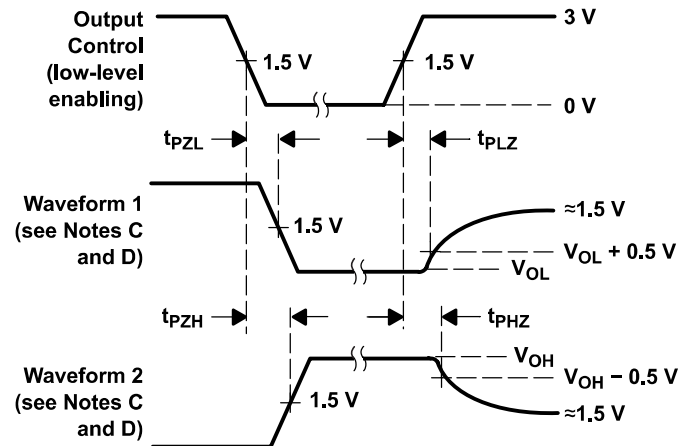 Output
Control
(low-level
enabling)
3 V
1.5 V
1.5 V
0 V
tPZL
tPLZ
Waveform 1
(see Notes C
and D)
1.5 V
≈1.5 V
VOL + 0.5 V
VOL
tPZH
tPHZ
Waveform 2
(see Notes C
and D)
1.5 V
VOH
VOH − 0.5 V
≈1.5 V